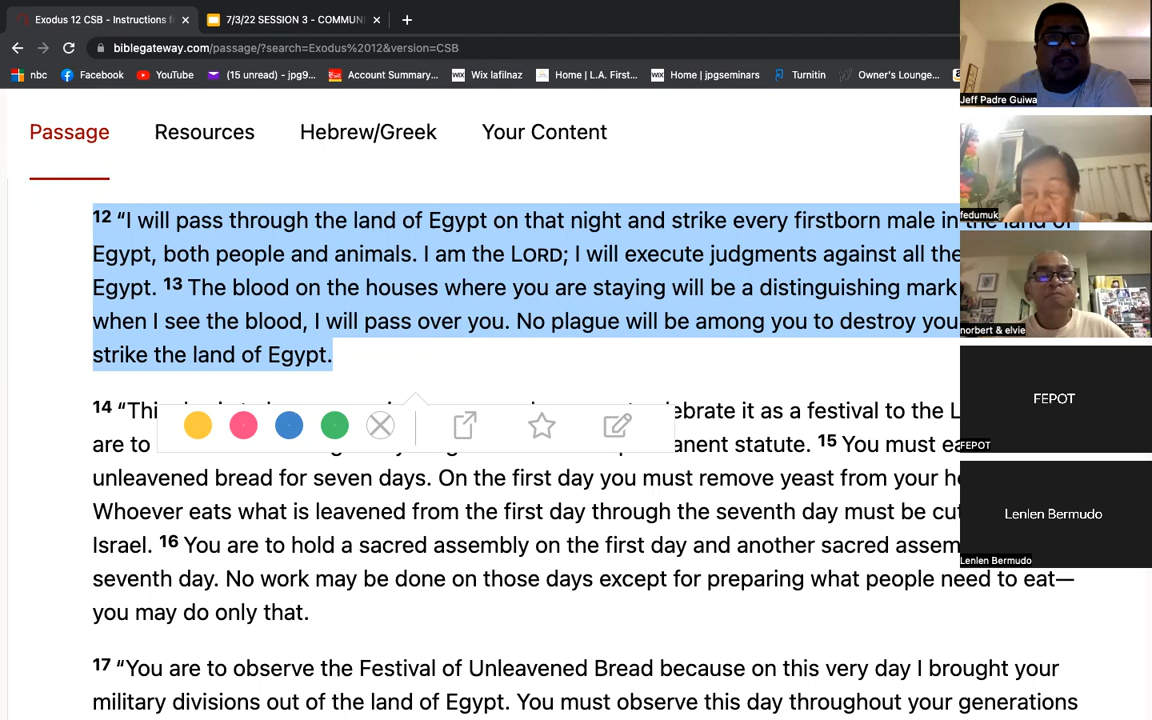 Exodus 12 CSB - Instructions f
7/3/22 SESSION 3 - COMMUN
biblegateway.com/passage/?search=Exodus%2012&version=CSB
nbc
Facebook
YouTube
(15 unread) - jpg9...
Account Summary...
Wix lafilnaz
Home | L.A. First...
Home | jpgseminars
Turnitin
Owner's Lounge...
Passage
Resources
Hebrew/Greek
Your Content
12 “I will pass through the land of Egypt on that night and strike every firstborn male in the land of
Egypt, both people and animals. I am the LORD; I will execute judgments against all the
Egypt. 13 The blood on the houses where you are staying will be a distinguishing mark
when I see the blood, I will pass over you. No plague will be among you to destroy you
strike the land of Egypt.
14 “This celebrate it as a festival to the
are to permanent statute. 15 You must
unleavened bread for seven days. On the first day you must remove yeast from your
Whoever eats what is leavened from the first day through the seventh day must be cut
Israel. 16 You are to hold a sacred assembly on the first day and another sacred assem
seventh day. No work may be done on those days except for preparing what people need to eat—
you may do only that.
17 “You are to observe the Festival of Unleavened Bread because on this very day I brought your
military divisions out of the land of Egypt. You must observe this day throughout your generations
Jeff Padre Guiwa
fedumuk
norbert & elvie
FEPOT
FEPOT
Lenlen Bermudo
Lenlen Bermudo